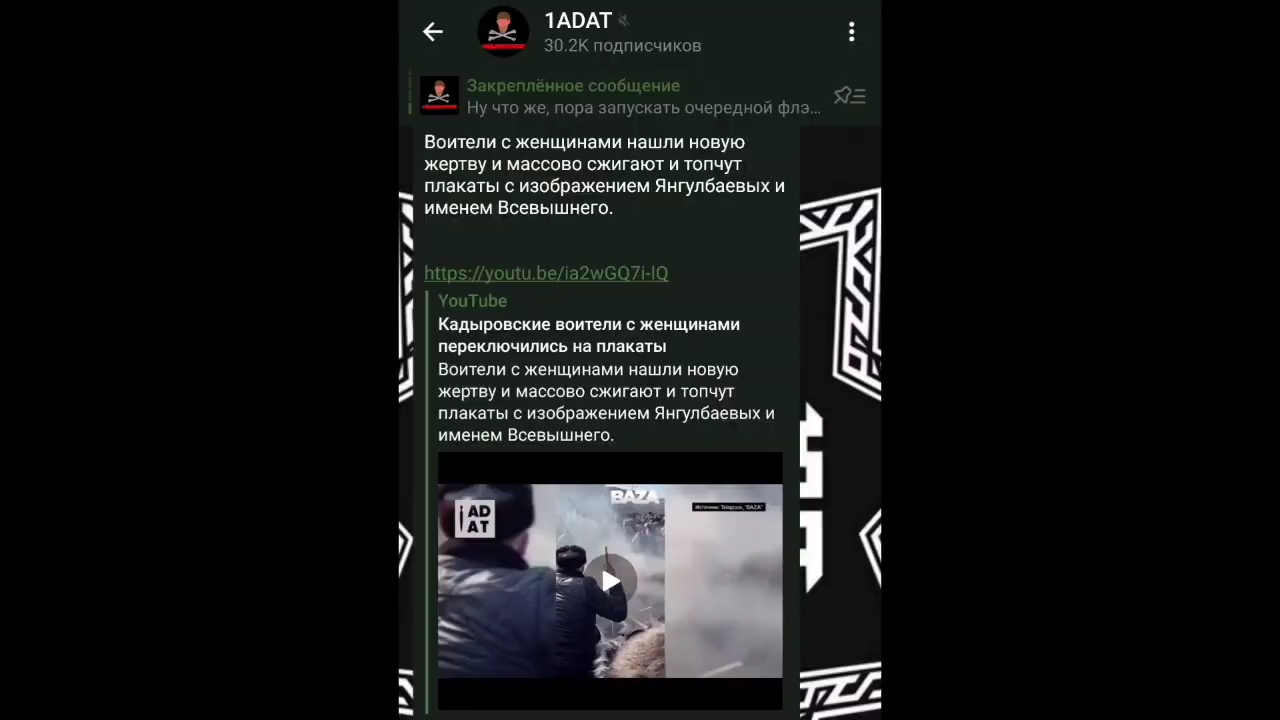 1ADAT
30.2K подписчиков
Закреплённое сообщение
Ну что же, пора запускать очередной флэ...
Воители с женщинами нашли новую
жертву и массово сжигают и топчут
плакаты с изображением Янгулбаевых и
именем Всевышнего.
https://youtu.be/ia2wGQ7i-lQ
YouTube
Кадыровские воители с женщинами
переключились на плакаты
Воители с женщинами нашли новую
жертву и массово сжигают и топчут
плакаты с изображением Янгулбаевых и
именем Всевышнего.
BAZA
Источник: Telegram, "BAZA"
AD
AT